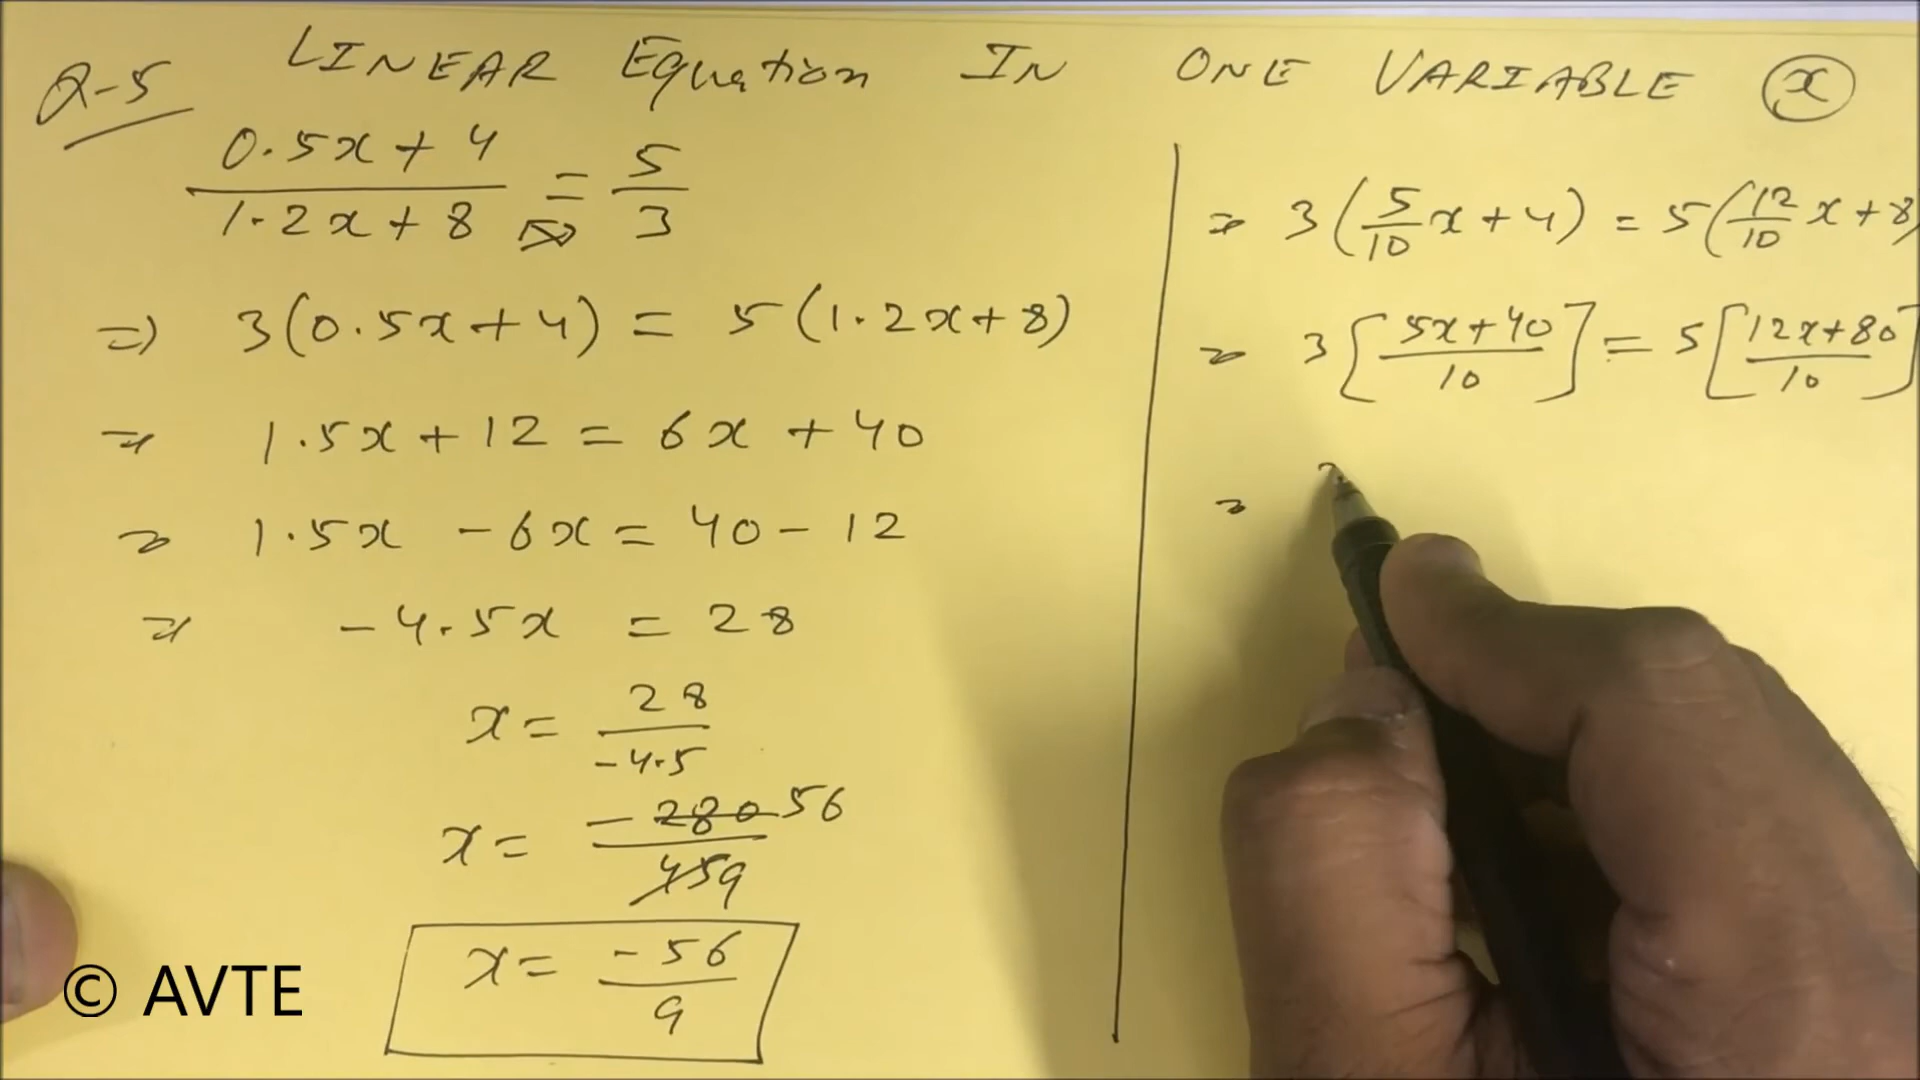 Q-5 LINEAR Equation IN ONE VARIABLE (x)
(0.5x + 4)/(1.2x + 8) = 5/3
⇒ 3(0.5x + 4) = 5(1.2x + 8)
⇒ 1.5x + 12 = 6x + 40
⇒ 1.5x - 6x = 40 - 12
⇒ -4.5x = 28
x = 28/-4.5
x = -280/45 56 9
x = -56/9
⇒ 3(5/10 x + 4) = 5(12/10 x + 8)
⇒ 3[(5x + 40)/10] = 5[(12x + 80)/10]
⇒
© AVTE